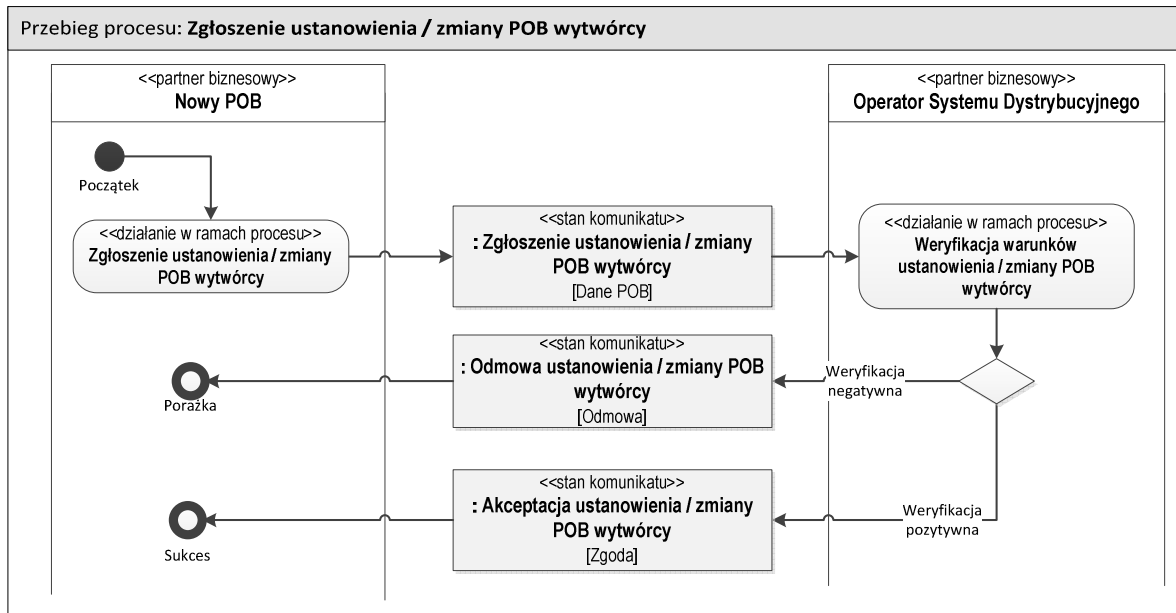 Przebieg procesu: Zgłoszenie ustanowienia / zmiany POB wytwórcy
<<partner biznesowy>>
Nowy POB
<<partner biznesowy>>
Operator Systemu Dystrybucyjnego
Początek
<<działanie w ramach procesu>>
Zgłoszenie ustanowienia / zmiany
POB wytwórcy
<<stan komunikatu>>
: Zgłoszenie ustanowienia / zmiany
POB wytwórcy
[Dane POB]
<<działanie w ramach procesu>>
Weryfikacja warunków
ustanowienia / zmiany POB
wytwórcy
Porażka
<<stan komunikatu>>
: Odmowa ustanowienia / zmiany POB
wytwórcy
[Odmowa]
Weryfikacja
negatywna
Sukces
<<stan komunikatu>>
: Akceptacja ustanowienia / zmiany
POB wytwórcy
[Zgoda]
Weryfikacja
pozytywna